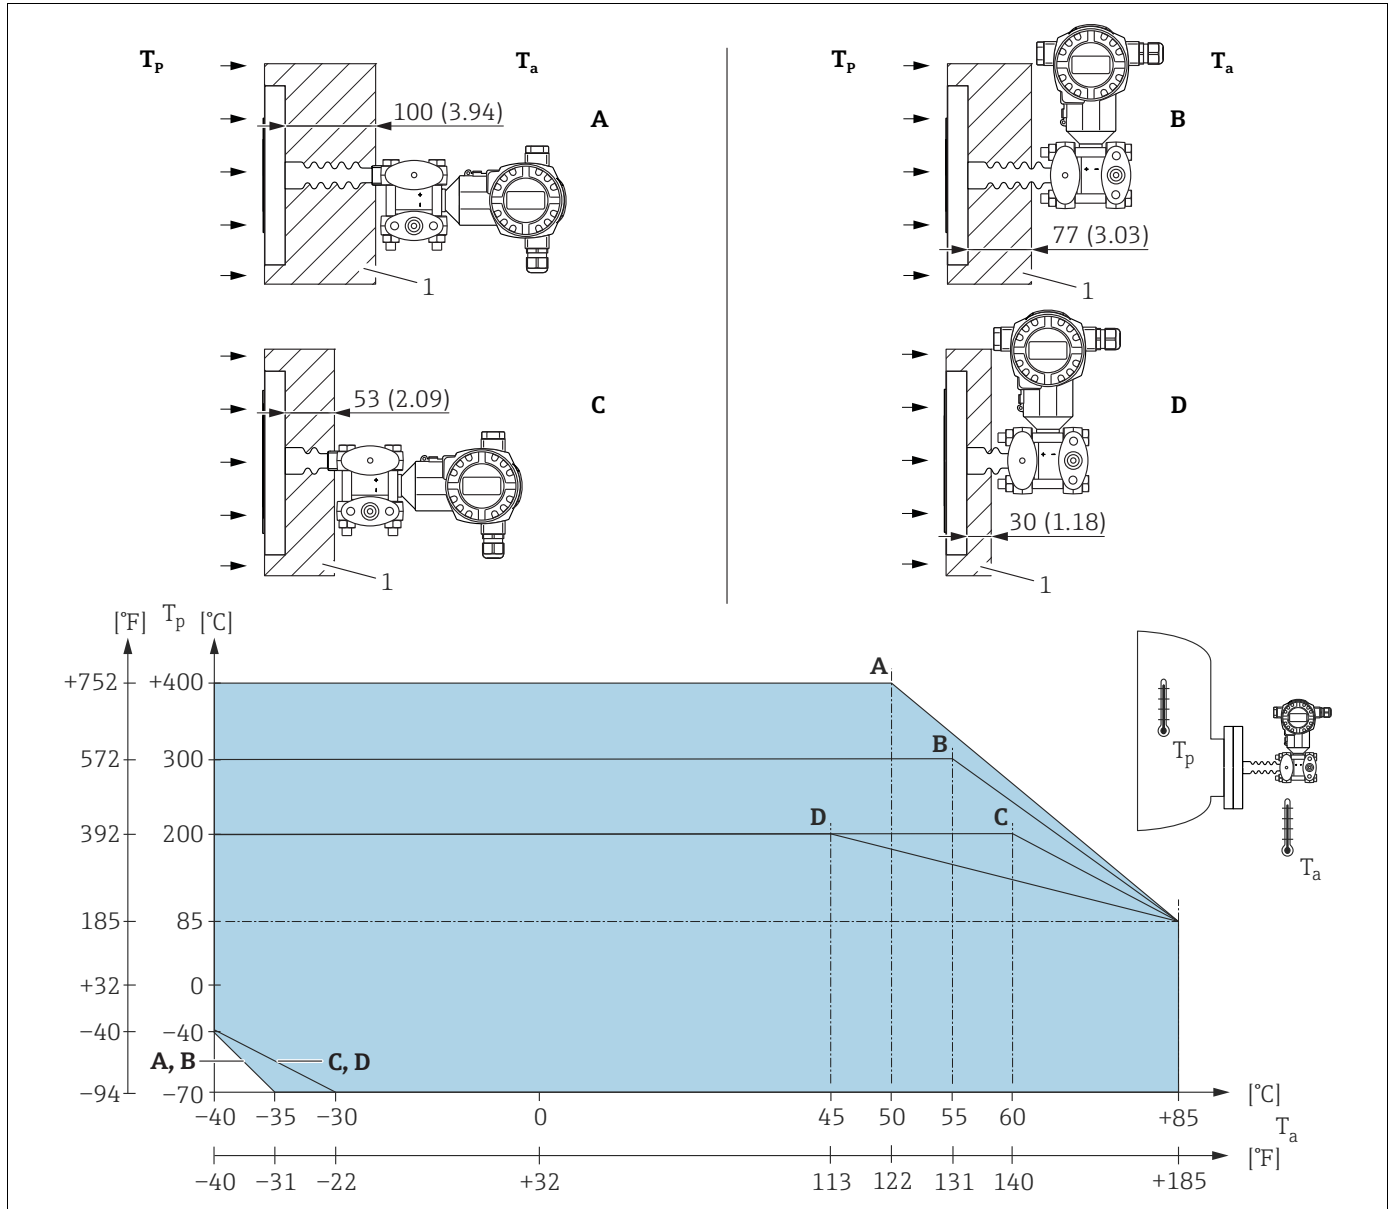 Tp Ta
100 (3.94) A
1
Tp Ta
B
77 (3.03)
1
53 (2.09) C
1
D
30 (1.18)
1
[°F] Tp [°C]
+752 +400 A
572 300 B
392 200 D C
185 85
+32 0
−40 −40
A, B C, D
−94 −70
−40 −35 −30 0 45 50 55 60 +85 [°C]
Ta
−40 −31 −22 +32 113 122 131 140 +185 [°F]
Tp
Ta